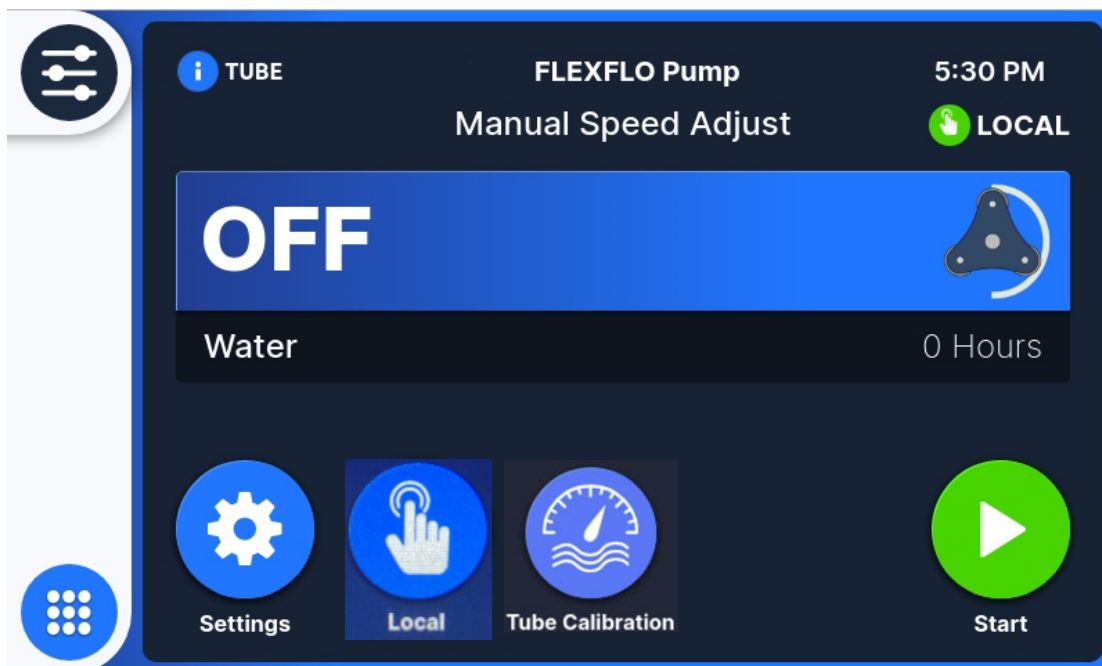 TUBE
FLEXFLO Pump
5:30 PM
Manual Speed Adjust
LOCAL
OFF
Water
0 Hours
Settings
Local
Tube Calibration
Start